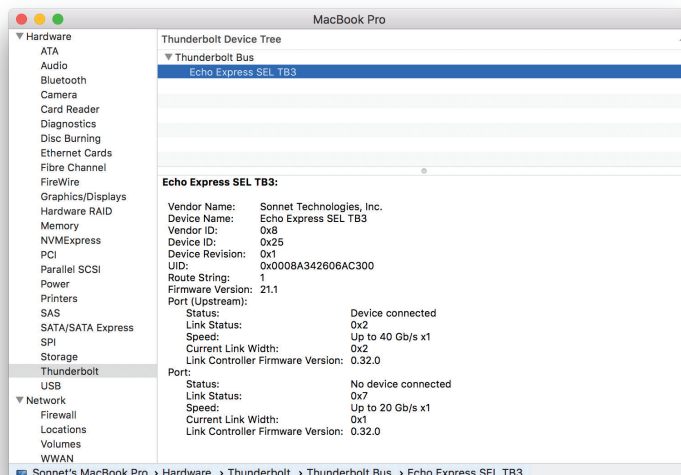 MacBook Pro
Hardware
ATA
Audio
Bluetooth
Camera
Card Reader
Diagnostics
Disc Burning
Ethernet Cards
Fibre Channel
FireWire
Graphics/Displays
Hardware RAID
Memory
NVMExpress
PCI
Parallel SCSI
Power
Printers
SAS
SATA/SATA Express
SPI
Storage
Thunderbolt
USB
Network
Firewall
Locations
Volumes
WWAN
Thunderbolt Device Tree
Thunderbolt Bus
Echo Express SEL TB3
Echo Express SEL TB3:
Vendor Name: Sonnet Technologies, Inc.
Device Name: Echo Express SEL TB3
Vendor ID: 0x8
Device ID: 0x25
Device Revision: 0x1
UID: 0x0008A342606AC300
Route String: 1
Firmware Version: 21.1
Port (Upstream):
Status: Device connected
Link Status: 0x2
Speed: Up to 40 Gb/s x1
Current Link Width: 0x2
Link Controller Firmware Version: 0.32.0
Port:
Status: No device connected
Link Status: 0x7
Speed: Up to 20 Gb/s x1
Current Link Width: 0x1
Link Controller Firmware Version: 0.32.0
Sonnet's MacBook Pro › Hardware › Thunderbolt › Thunderbolt Bus › Echo Express SEL TB3